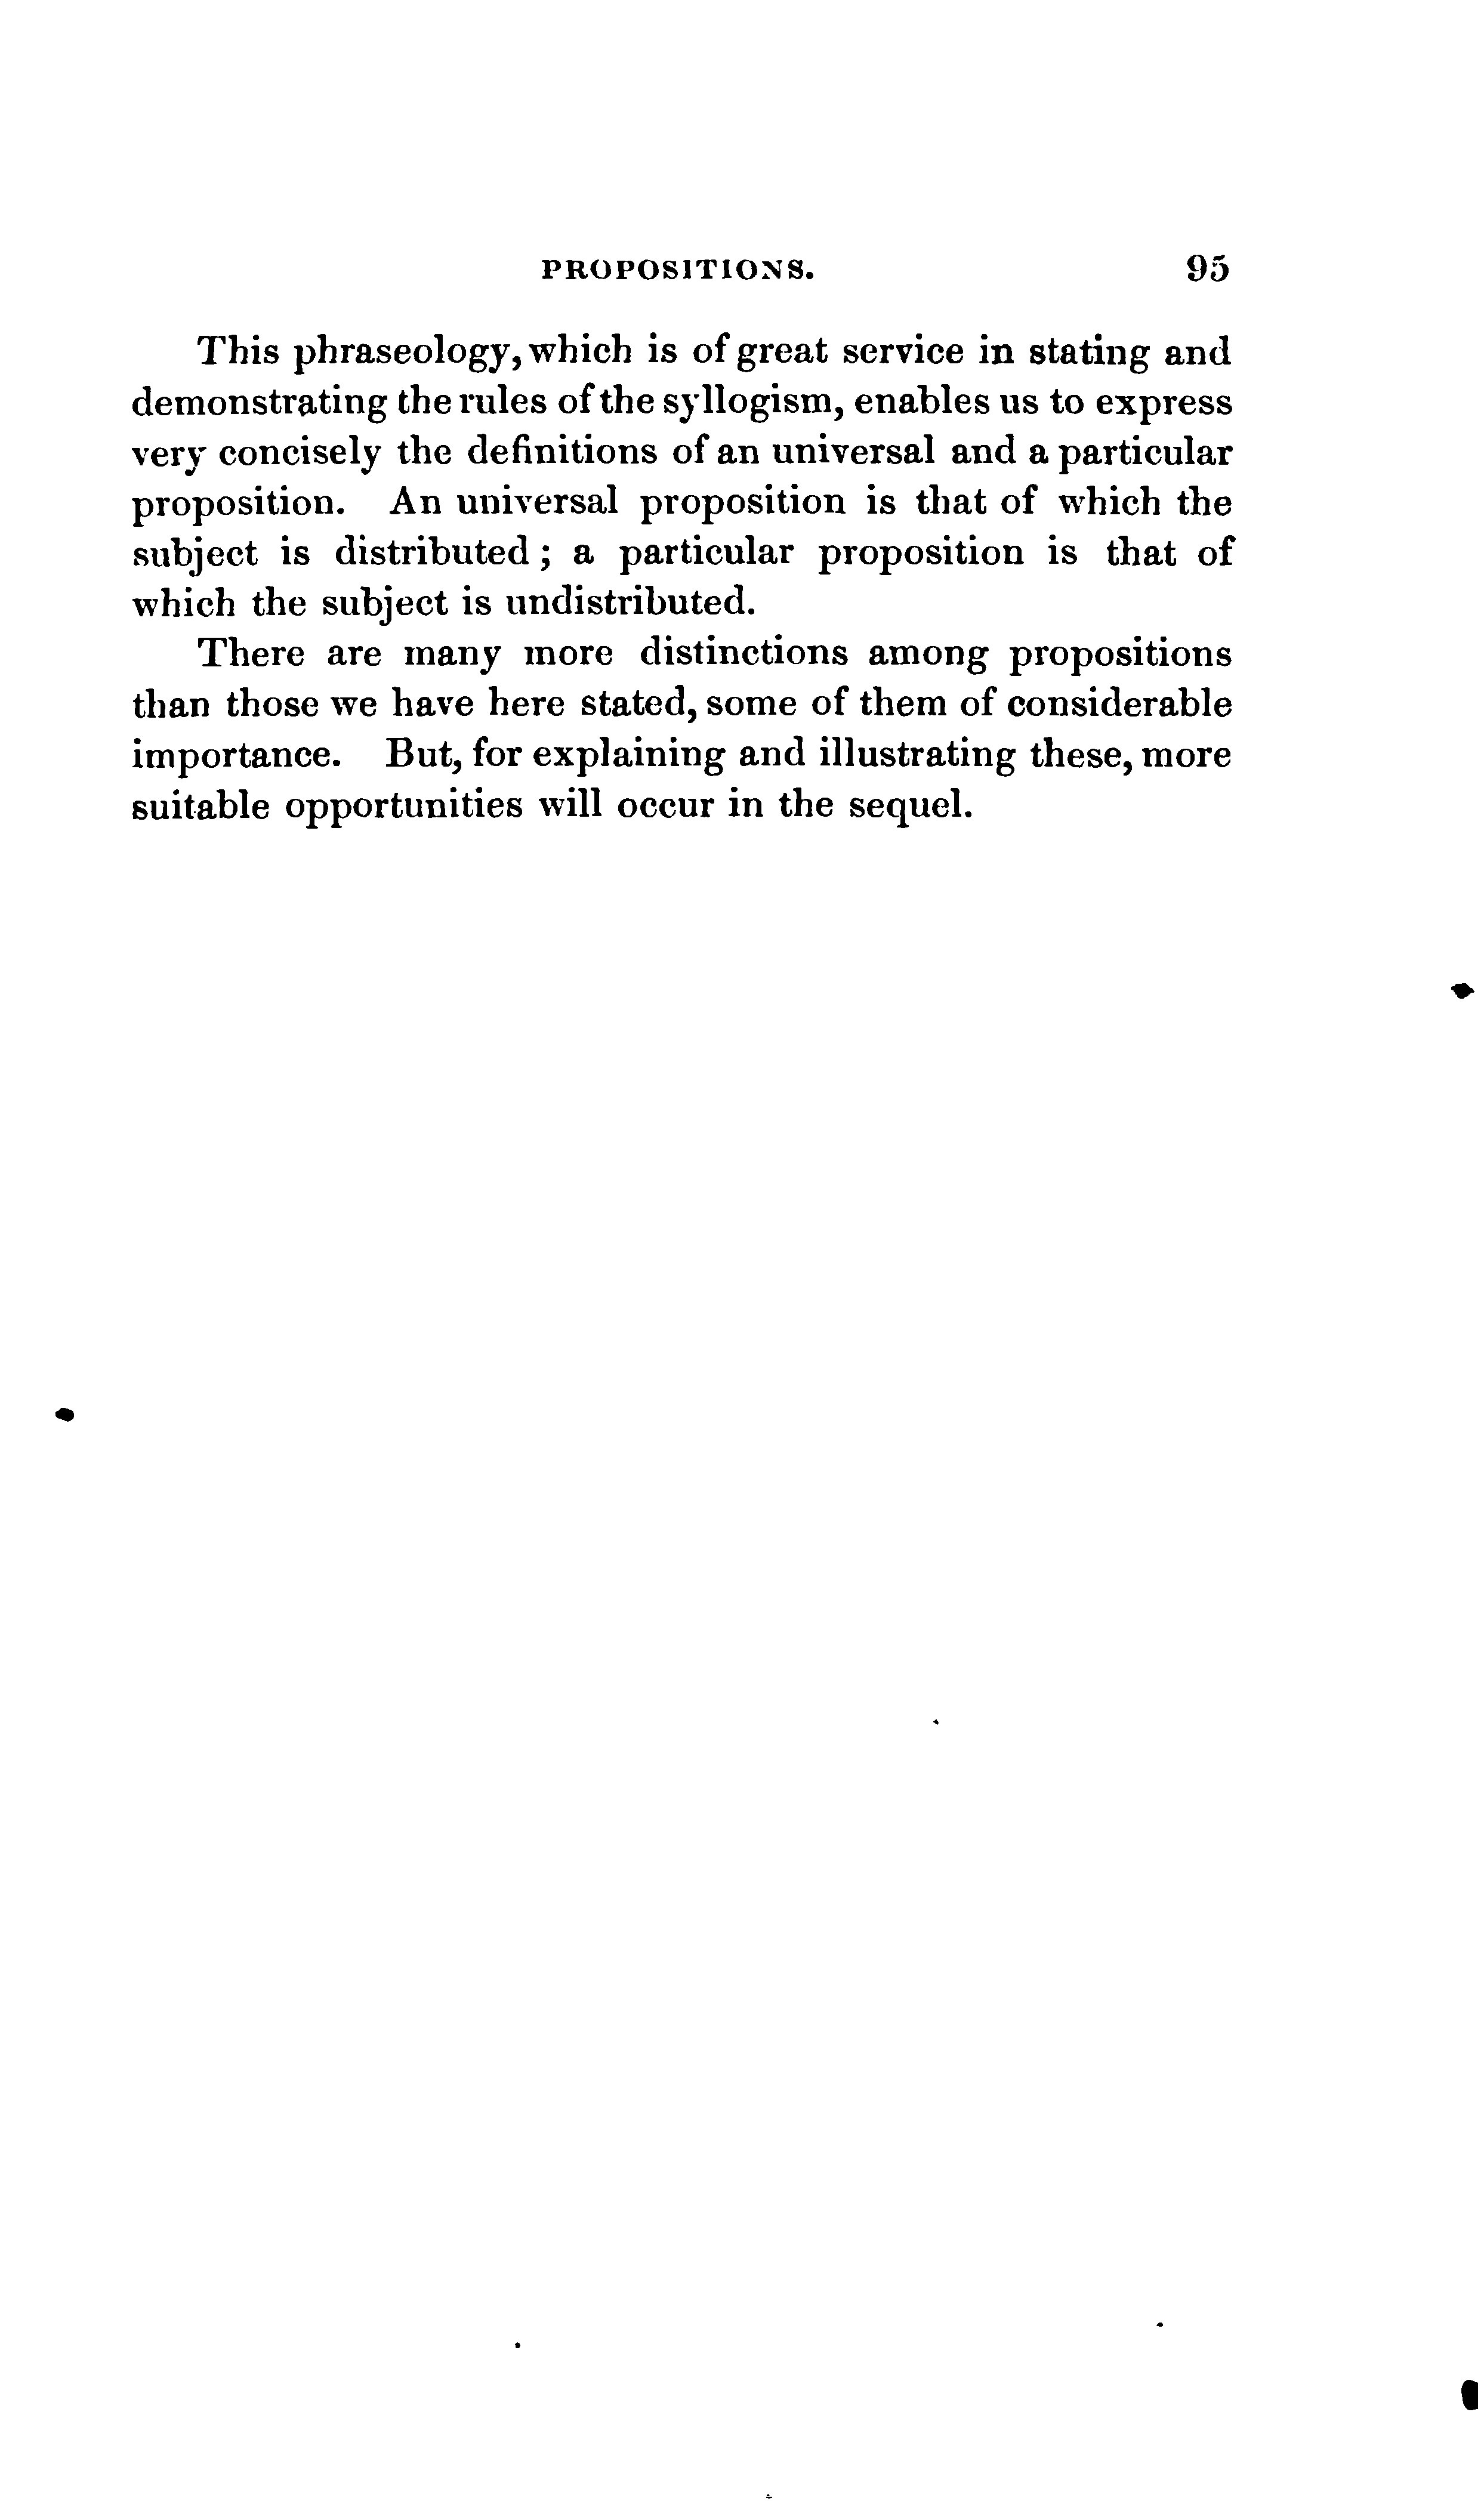 PROPOSITIONS. 95
This phraseology, which is of great service in stating and
demonstrating the rules of the syllogism, enables us to express
very concisely the definitions of an universal and a particular
proposition. An universal proposition is that of which the
subject is distributed ; a particular proposition is that of
which the subject is undistributed.
There are many more distinctions among propositions
than those we have here stated, some of them of considerable
importance. But, for explaining and illustrating these, more
suitable opportunities will occur in the sequel.